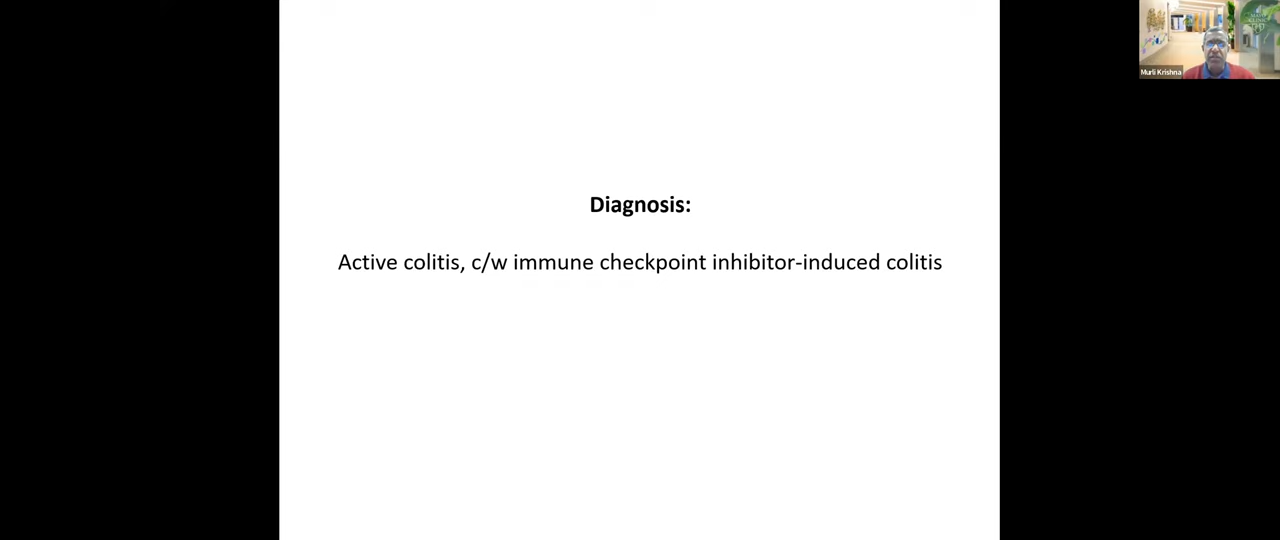 Diagnosis:
Active colitis, c/w immune checkpoint inhibitor-induced colitis
Murli Krishna